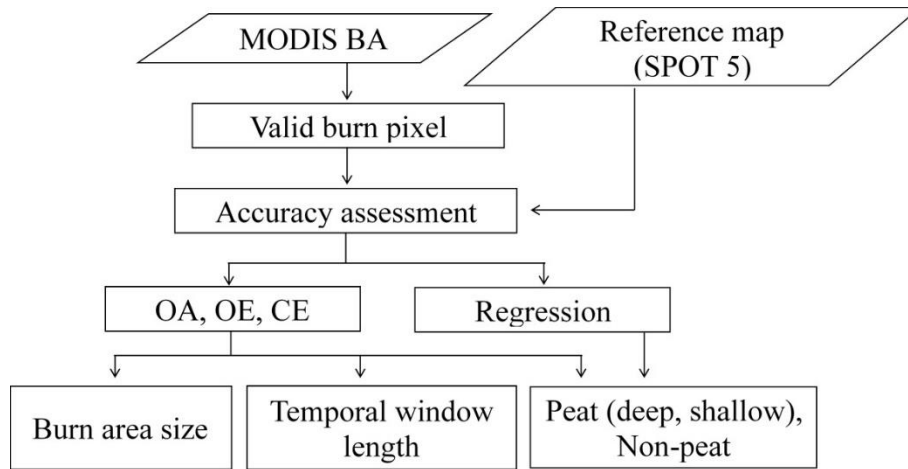 MODIS BA
Reference map
(SPOT 5)
Valid burn pixel
Accuracy assessment
OA, OE, CE
Regression
Burn area size
Temporal window
length
Peat (deep, shallow),
Non-peat